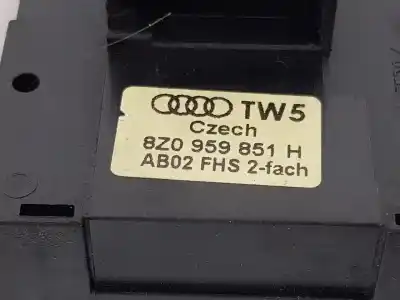 TW5
Czech
8Z0 959 851 H
AB02 FHS 2-fach